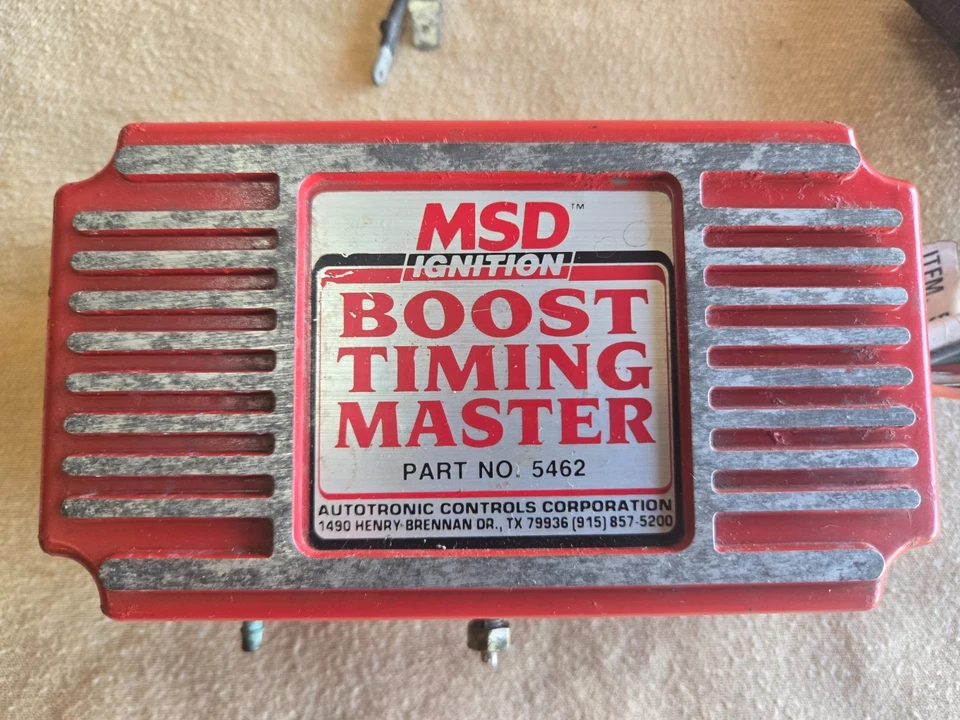 MSD™
IGNITION
BOOST
TIMING
MASTER
PART NO. 5462
AUTOTRONIC CONTROLS CORPORATION
1490 HENRY BRENNAN DR., TX 79936 (915) 857-5200
ITEM